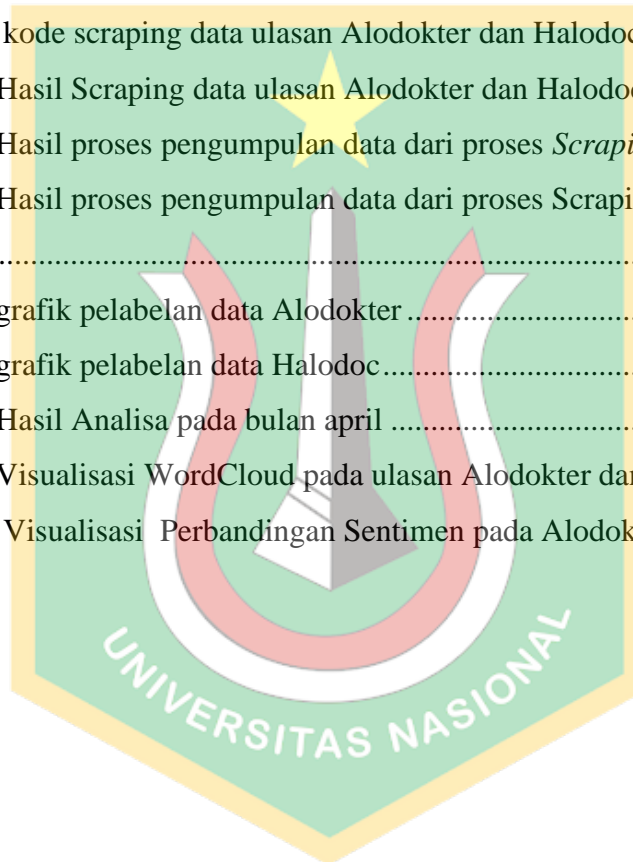 kode scraping data ulasan Alodokter dan Halodoc
Hasil Scraping data ulasan Alodokter dan Halodoc
Hasil proses pengumpulan data dari proses Scrapi
Hasil proses pengumpulan data dari proses Scrapi
................................................................................
grafik pelabelan data Alodokter ............................
grafik pelabelan data Halodoc ................................
Hasil Analisa pada bulan april ...............................
Visualisasi WordCloud pada ulasan Alodokter dan
Visualisasi Perbandingan Sentimen pada Alodok
UNIVERSITAS NASIONAL